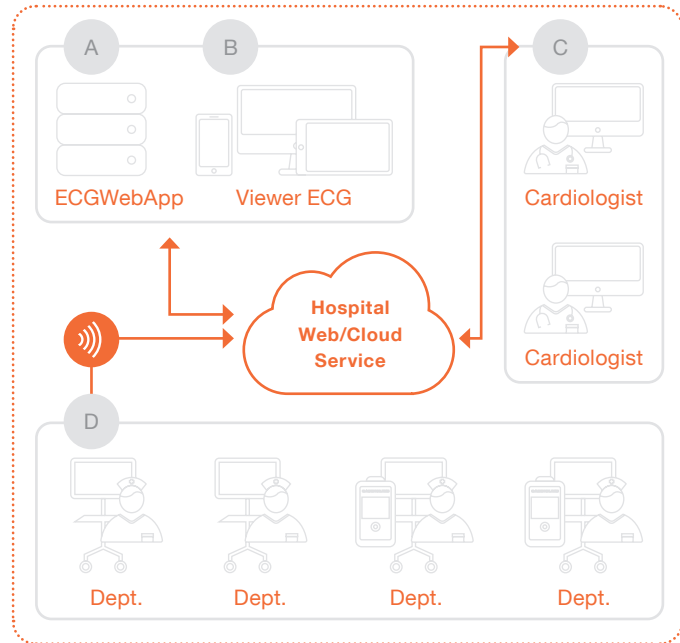 A
B
C
ECGWebApp
Viewer ECG
Cardiologist
Hospital
Web/Cloud
Service
Cardiologist
D
Dept.
Dept.
Dept.
Dept.